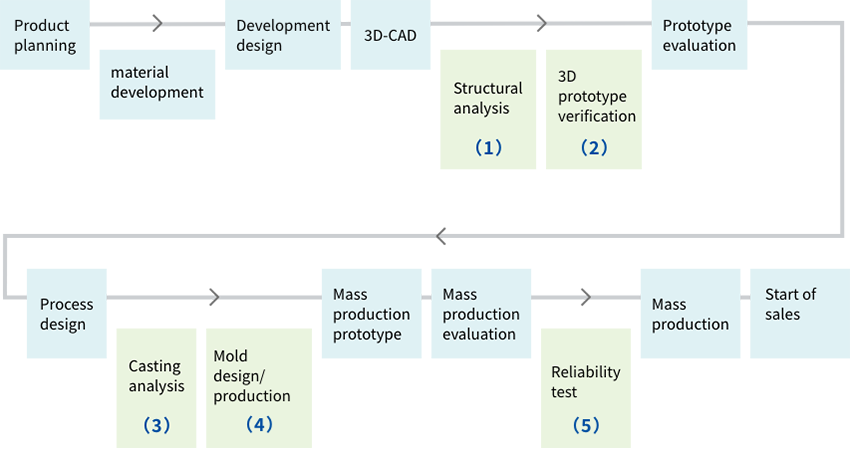 Product
planning
material
development
Development
design
3D-CAD
Structural
analysis
(1)
3D
prototype
verification
(2)
Prototype
evaluation
Process
design
Casting
analysis
(3)
Mold
design/
production
(4)
Mass
production
prototype
Mass
production
evaluation
Reliability
test
(5)
Mass
production
Start of
sales